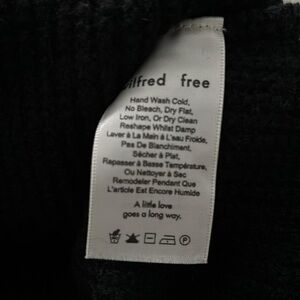 ilfred free
Hand Wash Cold,
No Bleach, Dry Flat,
Low Iron, Or Dry Clean
Reshape Whilst Damp
Laver à La Main à L'eau Froide,
Pas De Blanchiment,
Sécher à Plat,
Rapasser à Basse Température,
Ou Nettoyer à Sec
Remodeler Pendant Que
L'article Est Encore Humide
A little love
goes a long way.
P